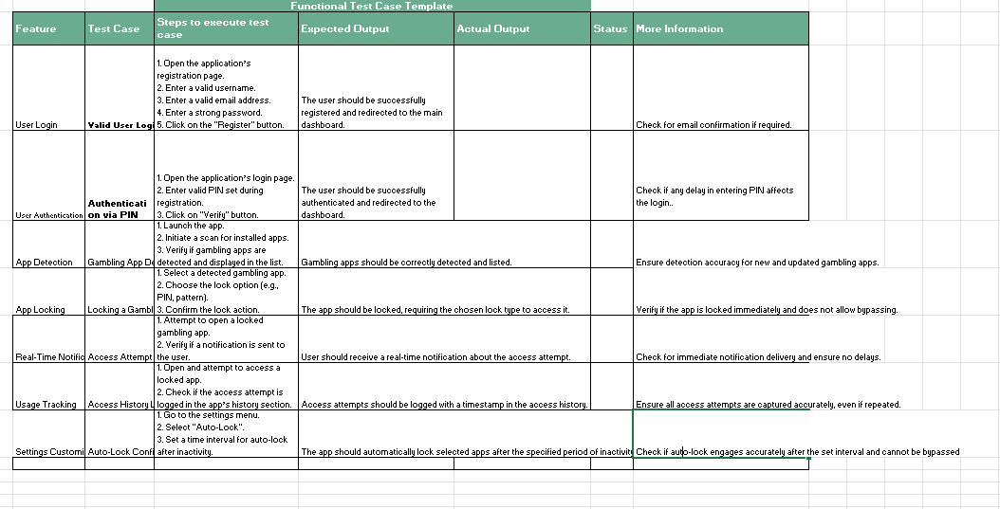 Functional Test Case Template
Feature
Test Case
Steps to execute test
case
Expected Output
Actual Output
Status
More Information
User Login
Valid User Logi
1. Open the application's
registration page.
2. Enter a valid username.
3. Enter a valid email address.
4. Enter a strong password.
5. Click on the "Register" button.
The user should be successfully
registered and redirected to the main
dashboard.
Check for email confirmation if required.
User Authentication
Authenticati
on via PIN
1. Open the application's login page.
2. Enter valid PIN set during
registration.
3. Click on "Verify" button.
The user should be successfully
authenticated and redirected to the
dashboard.
Check if any delay in entering PIN affects
the login..
App Detection
Gambling App De
1. Launch the app.
2. Initiate a scan for installed apps.
3. Verify if gambling apps are
detected and displayed in the list.
Gambling apps should be correctly detected and listed.
Ensure detection accuracy for new and updated gambling apps.
App Locking
Locking a Gambl
1. Select a detected gambling app.
2. Choose the lock option (e.g.,
PIN, pattern).
3. Confirm the lock action.
The app should be locked, requiring the chosen lock type to access it.
Verify if the app is locked immediately and does not allow bypassing.
Real-Time Notific
Access Attempt
1. Attempt to open a locked
gambling app.
2. Verify if a notification is sent to
the user.
User should receive a real-time notification about the access attempt.
Check for immediate notification delivery and ensure no delays.
Usage Tracking
Access History L
1. Open and attempt to access a
locked app.
2. Check if the access attempt is
logged in the app's history section.
Access attempts should be logged with a timestamp in the access history.
Ensure all access attempts are captured accurately, even if repeated.
Settings Customi
Auto-Lock Confi
1. Go to the settings menu.
2. Select "Auto-Lock".
3. Set a time interval for auto-lock
after inactivity.
The app should automatically lock selected apps after the specified period of inactivit
Check if auto-lock engages accurately after the set interval and cannot be bypassed